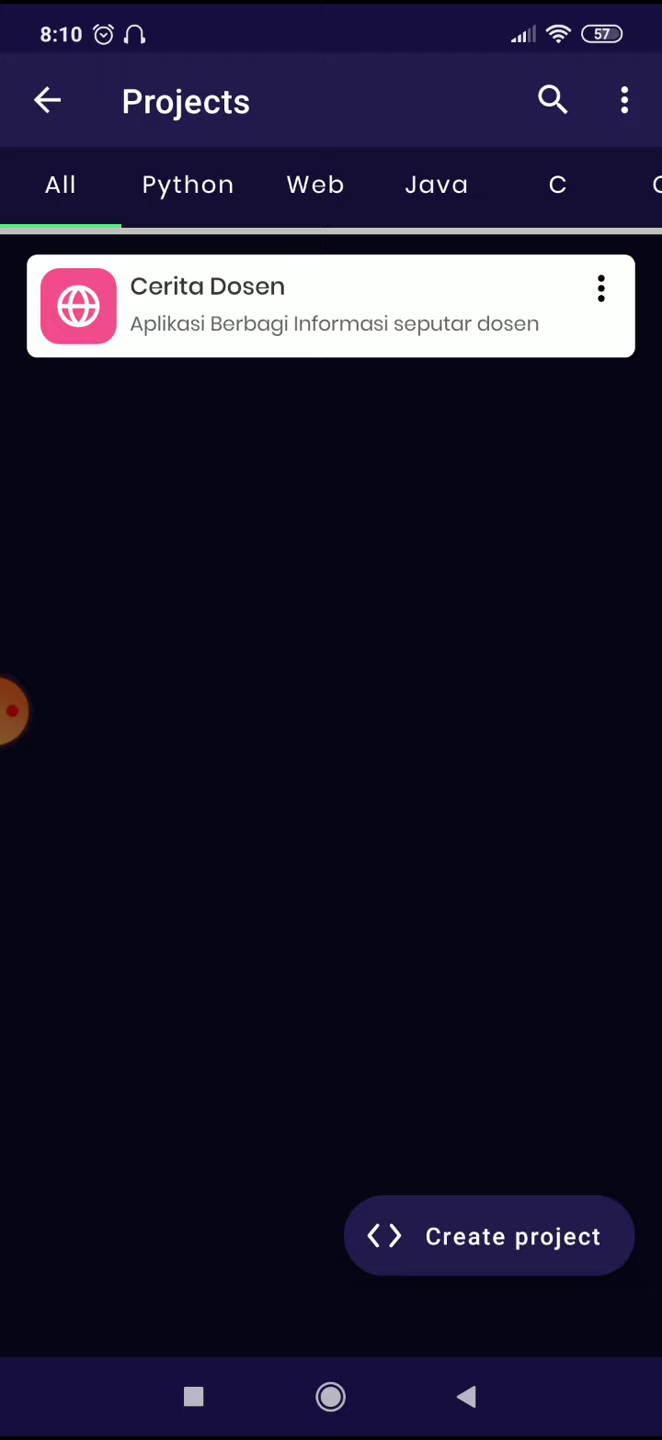 8:10
57
Projects
All Python Web Java C
Cerita Dosen
Aplikasi Berbagi Informasi seputar dosen
Create project